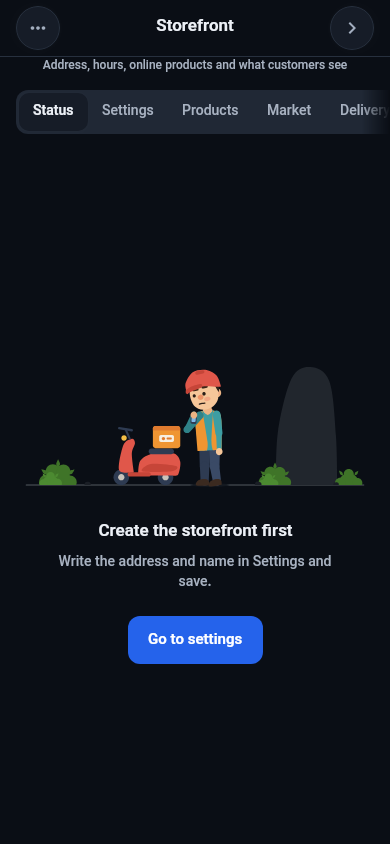 Storefront
Address, hours, online products and what customers see
Status Settings Products Market Delivery
Create the storefront first
Write the address and name in Settings and
save.
Go to settings